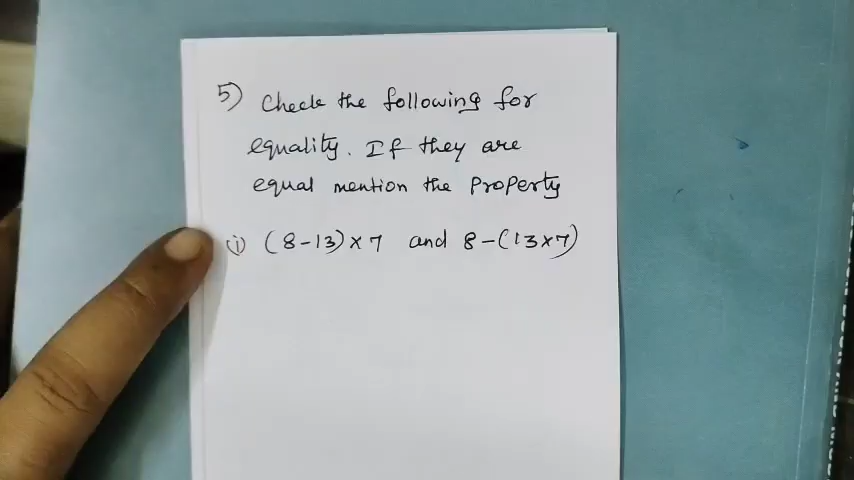 5) Check the following for
equality. If they are
equal mention the Property
(i) (8-13)×7 and 8-(13×7)